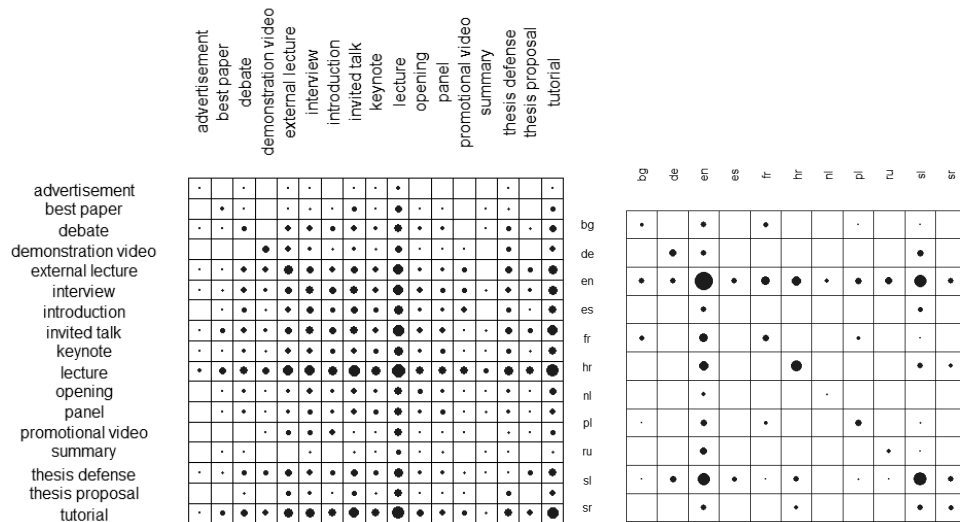 advertisement
best paper
debate
demonstration video
external lecture
interview
introduction
invited talk
keynote
lecture
opening
panel
promotional video
summary
thesis defense
thesis proposal
tutorial
bg
de
en
es
fr
hr
nl
pl
ru
sl
sr
advertisement
best paper
debate
demonstration video
external lecture
interview
introduction
invited talk
keynote
lecture
opening
panel
promotional video
summary
thesis defense
thesis proposal
tutorial
bg
de
en
es
fr
hr
nl
pl
ru
sl
sr